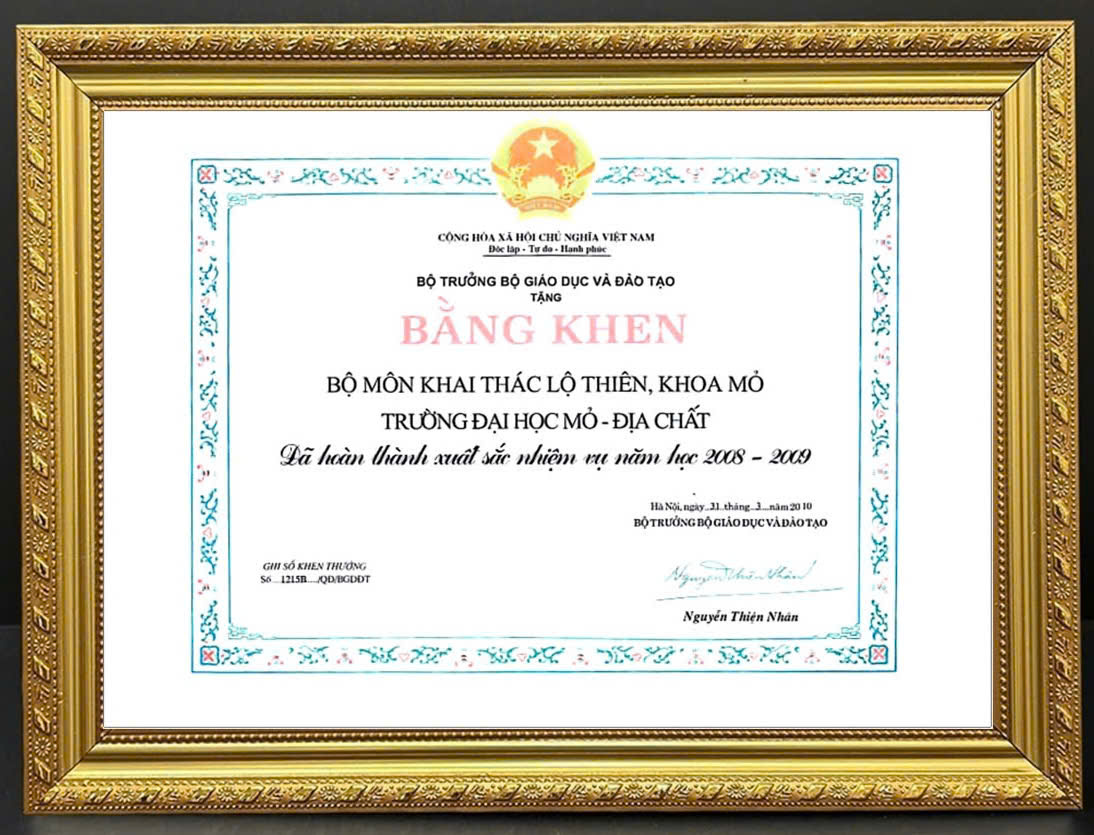 CỘNG HÒA XÃ HỘI CHỦ NGHĨA VIỆT NAM
Độc lập - Tự do - Hạnh phúc
BỘ TRƯỞNG BỘ GIÁO DỤC VÀ ĐÀO TẠO
TẶNG
BẰNG KHEN
BỘ MÔN KHAI THÁC LỘ THIÊN, KHOA MỎ
TRƯỜNG ĐẠI HỌC MỎ - ĐỊA CHẤT
Đã hoàn thành xuất sắc nhiệm vụ năm học 2008 - 2009
Hà Nội, ngày..31..tháng...3....năm 2010
BỘ TRƯỞNG BỘ GIÁO DỤC VÀ ĐÀO TẠO
GHI SỔ KHEN THƯỞNG
Số....1215B..../QĐ/BGDĐT
Nguyễn Thiện Nhân
Nguyễn Thiện Nhân